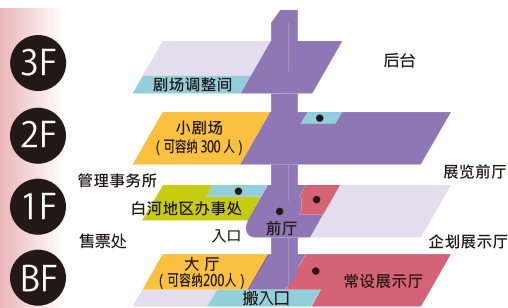 3F
后台
剧场调整间
2F
小剧场
(可容纳 300 人)
展览前厅
管理事务所
1F
白河地区办事处
前厅
入口
售票处
企划展示厅
BF
大 厅
(可容纳200人)
常设展示厅
搬入口